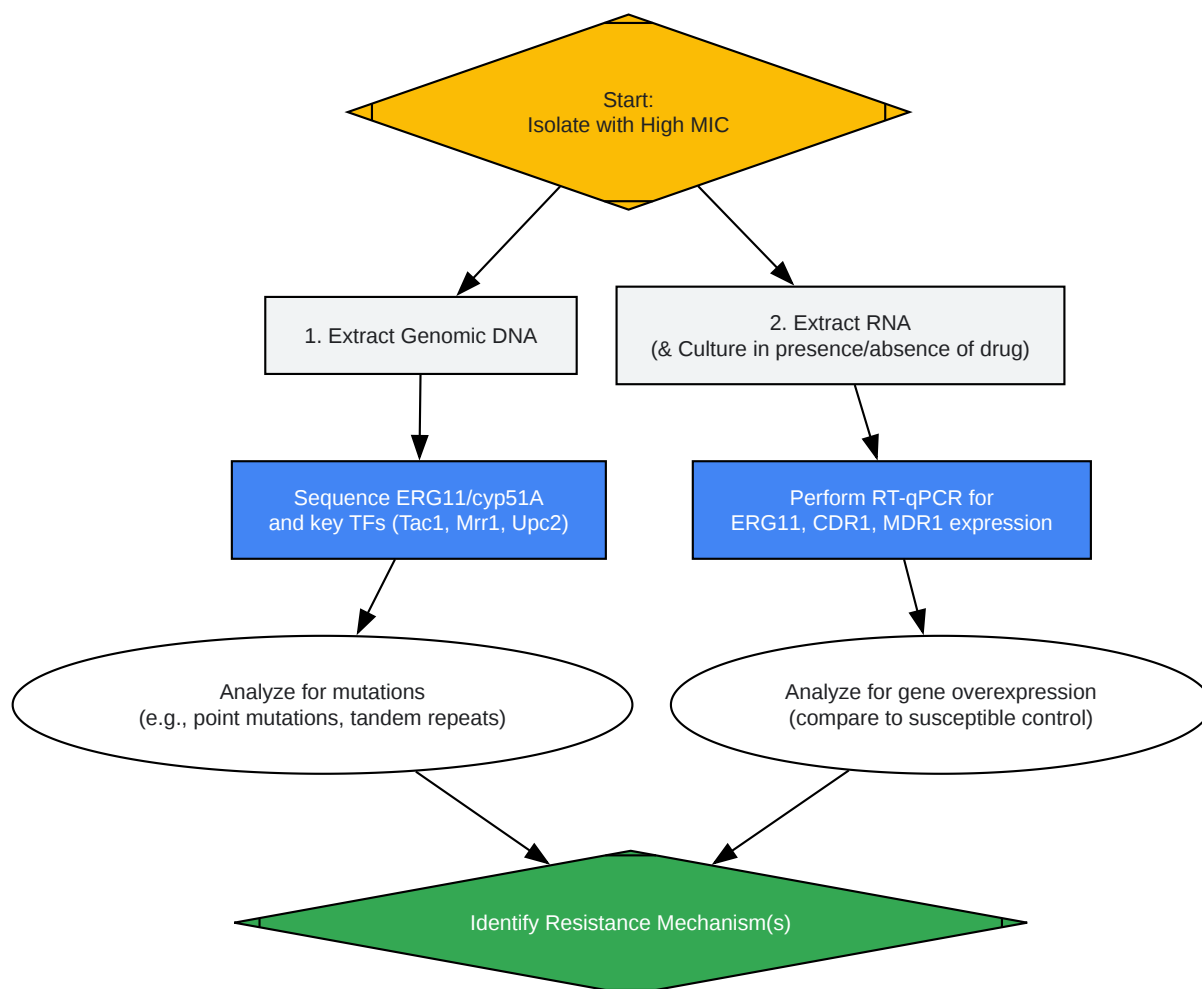 Start:
Isolate with High MIC
1. Extract Genomic DNA
2. Extract RNA
(& Culture in presence/absence of drug)
Sequence ERG11/cyp51A
and key TFs (Tac1, Mrr1, Upc2)
Perform RT-qPCR for
ERG11, CDR1, MDR1 expression
Analyze for mutations
(e.g., point mutations, tandem repeats)
Analyze for gene overexpression
(compare to susceptible control)
Identify Resistance Mechanism(s)